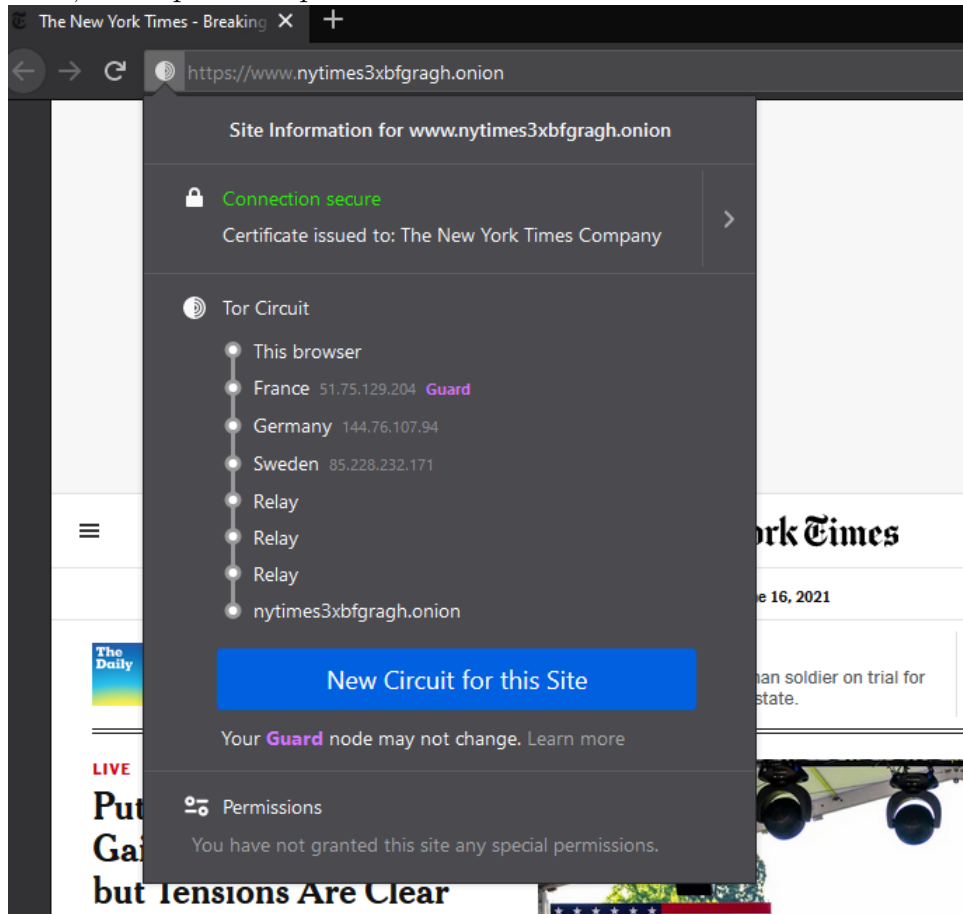 The New York Times - Breaking
https://www.nytimes3xbfgragh.onion
Site Information for www.nytimes3xbfgragh.onion
Connection secure
Certificate issued to: The New York Times Company
Tor Circuit
This browser
France 51.75.129.204 Guard
Germany 144.76.107.94
Sweden 85.228.232.171
Relay
Relay
Relay
nytimes3xbfgragh.onion
New Circuit for this Site
Your Guard node may not change. Learn more
Permissions
You have not granted this site any special permissions.
ork Times
e 16, 2021
The
Daily
an soldier on trial for
state.
LIVE
Put
Gai
but Tensions Are Clear